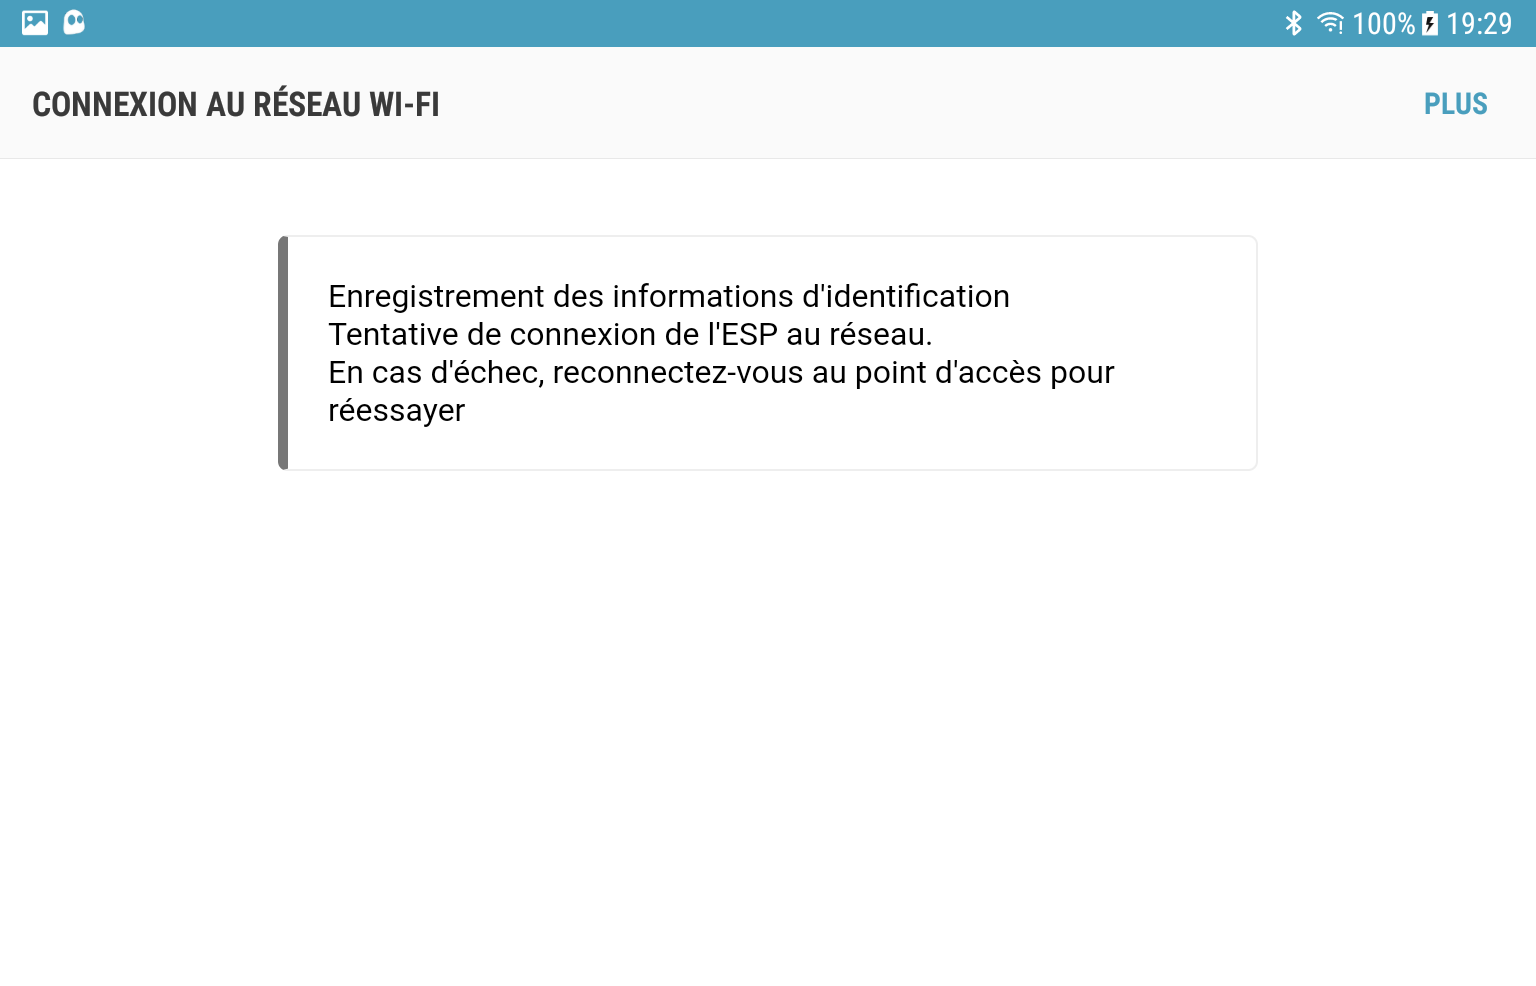 100% 19:29
CONNEXION AU RÉSEAU WI-FI
PLUS
Enregistrement des informations d'identification
Tentative de connexion de l'ESP au réseau.
En cas d'échec, reconnectez-vous au point d'accès pour
réessayer